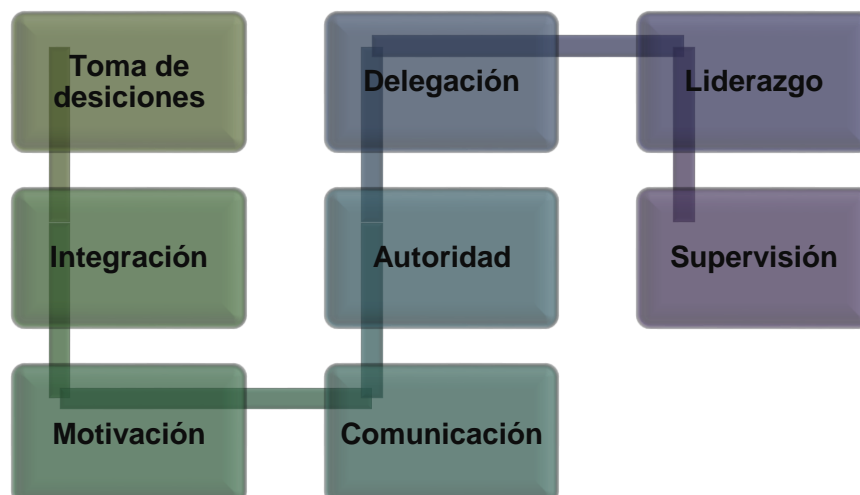 Toma de
desiciones
Integración
Motivación
Comunicación
Autoridad
Delegación
Liderazgo
Supervisión